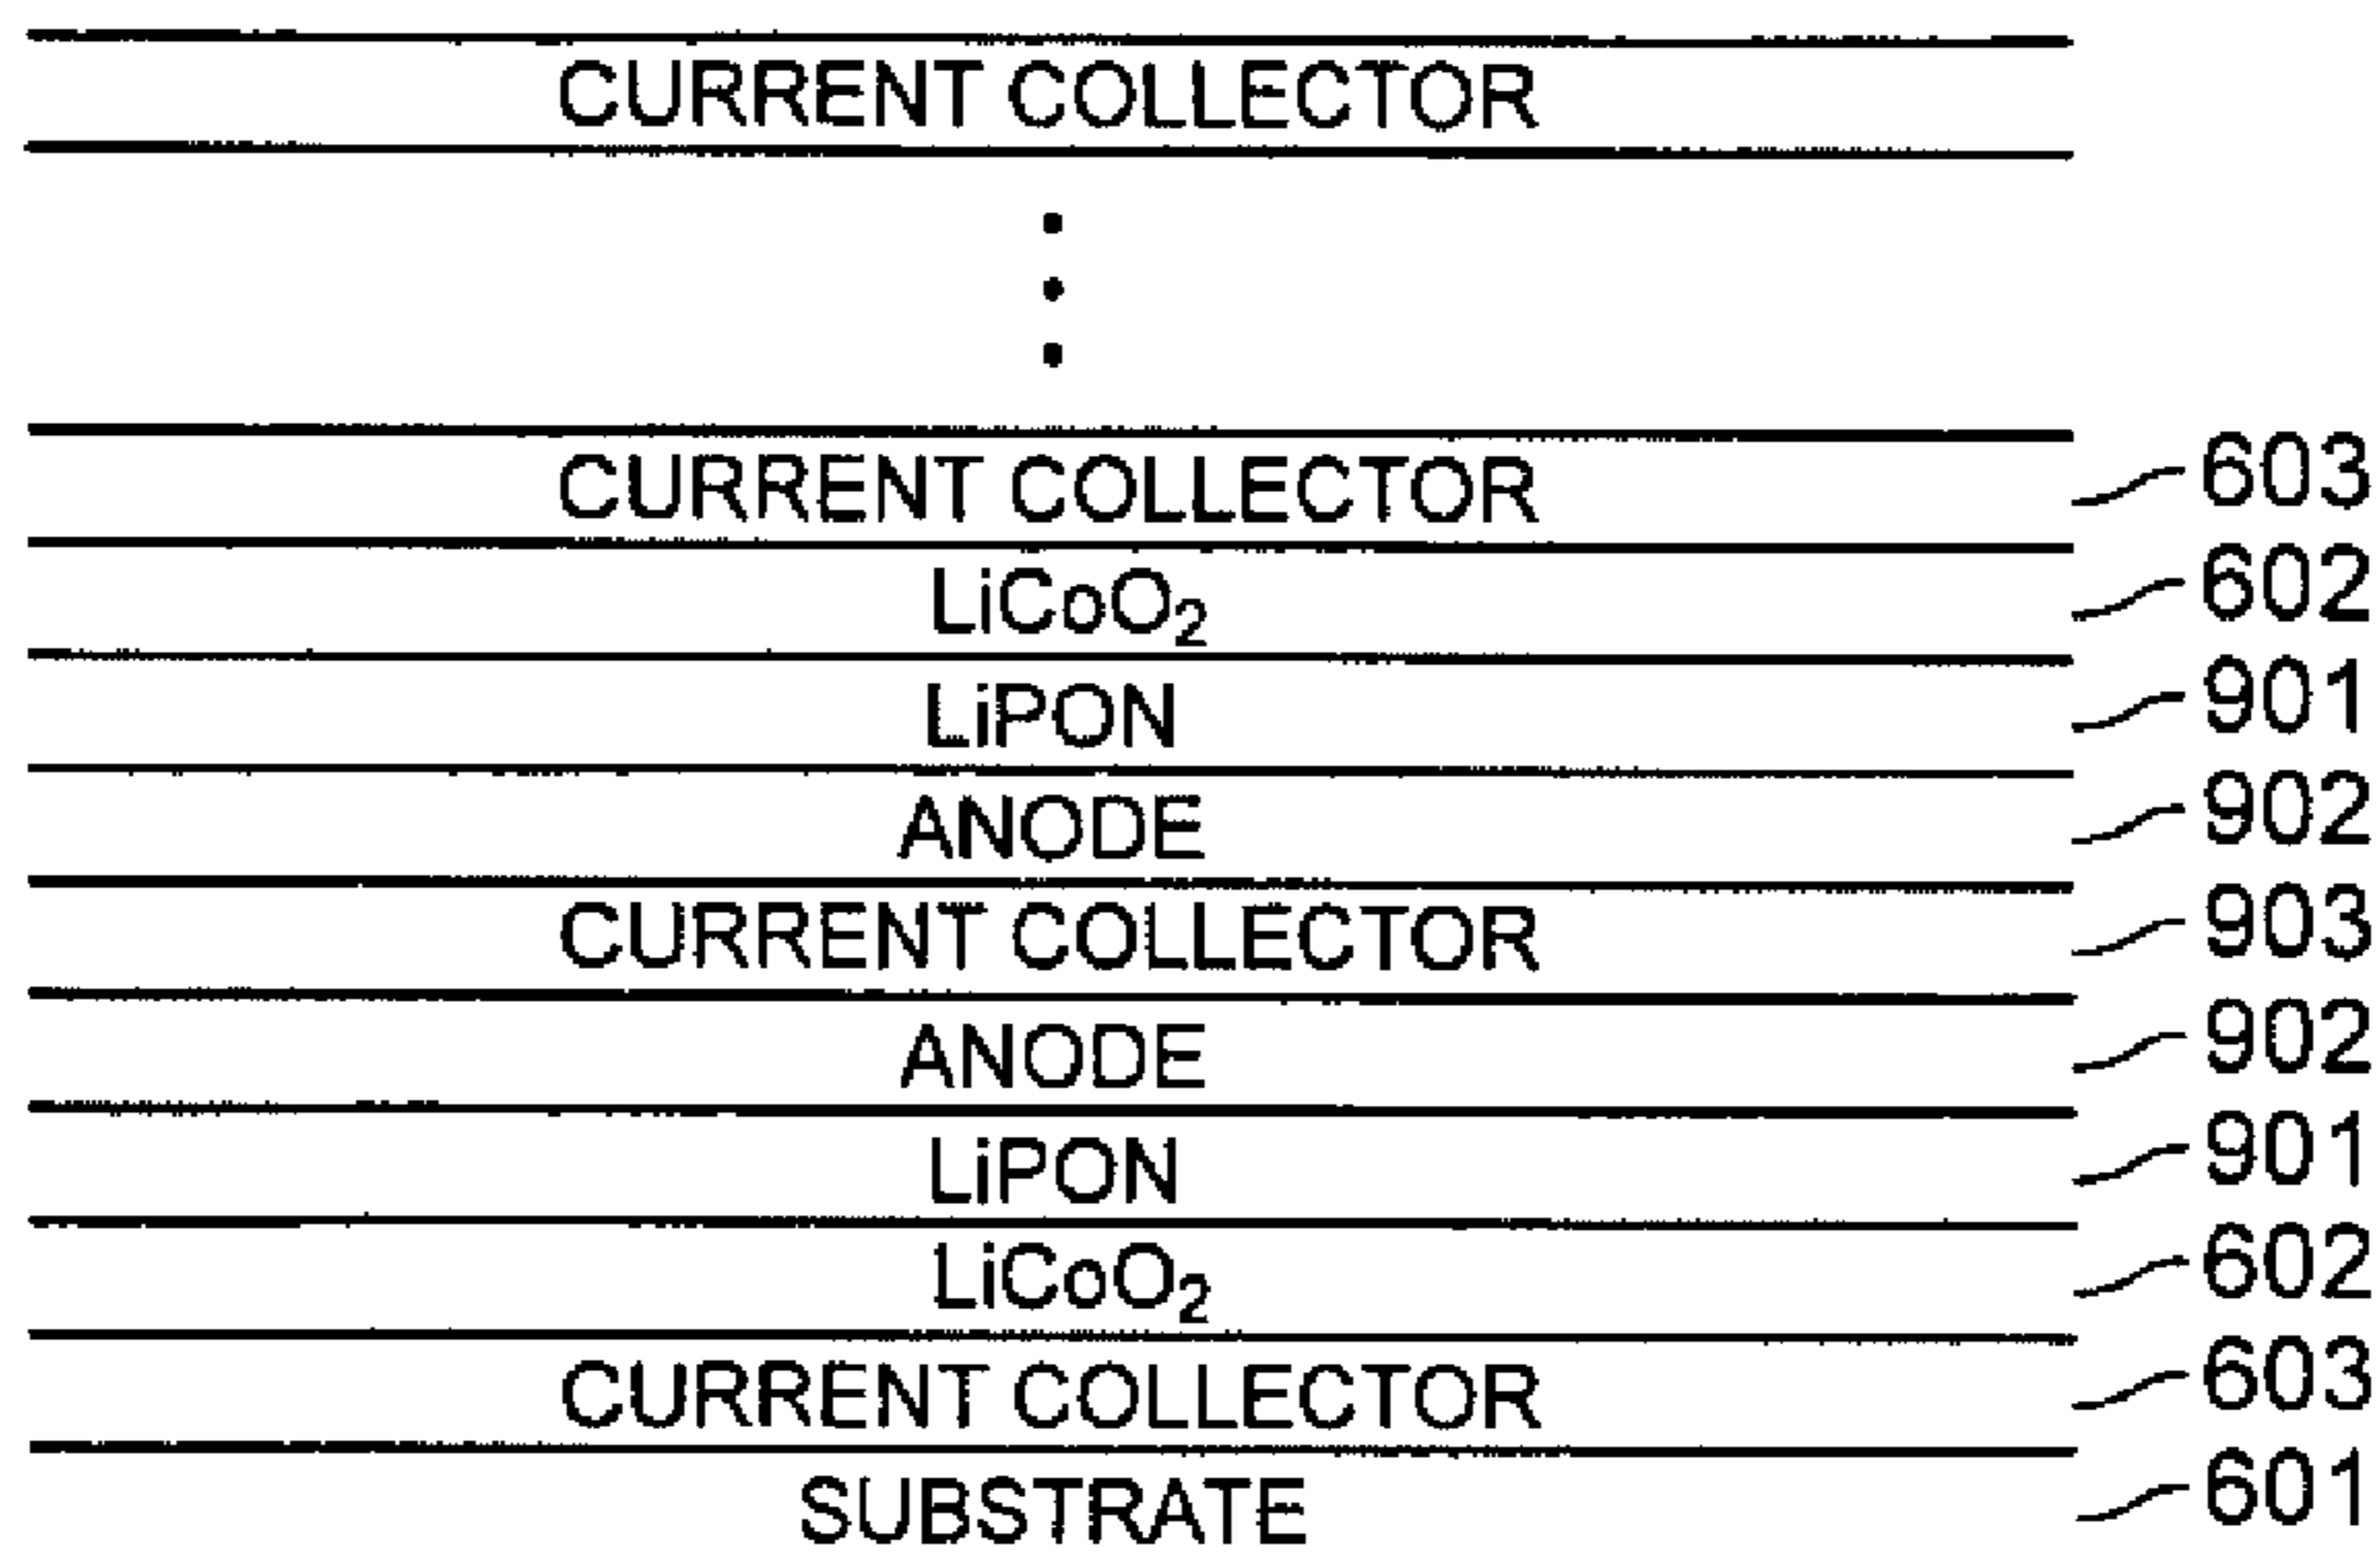 CURRENT COLLECTOR
CURRENT COLLECTOR 603
LiCoO₂ 602
LiPON 901
ANODE 902
CURRENT COLLECTOR 903
ANODE 902
LiPON 901
LiCoO₂ 602
CURRENT COLLECTOR 603
SUBSTRATE 601